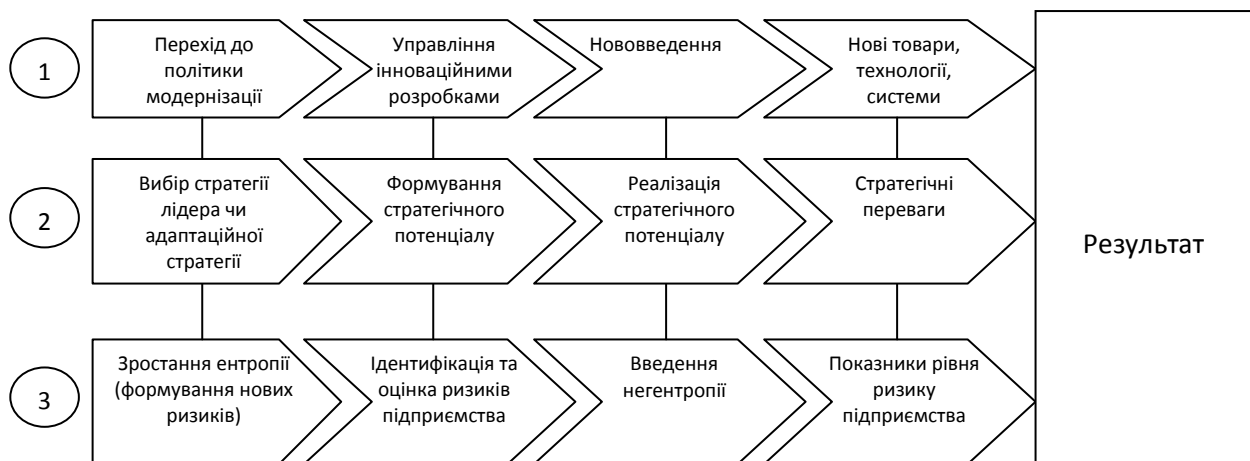 1
Перехід до
політики
модернізації
Управління
інноваційними
розробками
Нововведення
Нові товари,
технології,
системи
2
Вибір стратегії
лідера чи
адаптаційної
стратегії
Формування
стратегічного
потенціалу
Реалізація
стратегічного
потенціалу
Стратегічні
переваги
3
Зростання ентропії
(формування нових
ризиків)
Ідентифікація та
оцінка ризиків
підприємства
Введення
негентропії
Показники рівня
ризику
підприємства
Результат